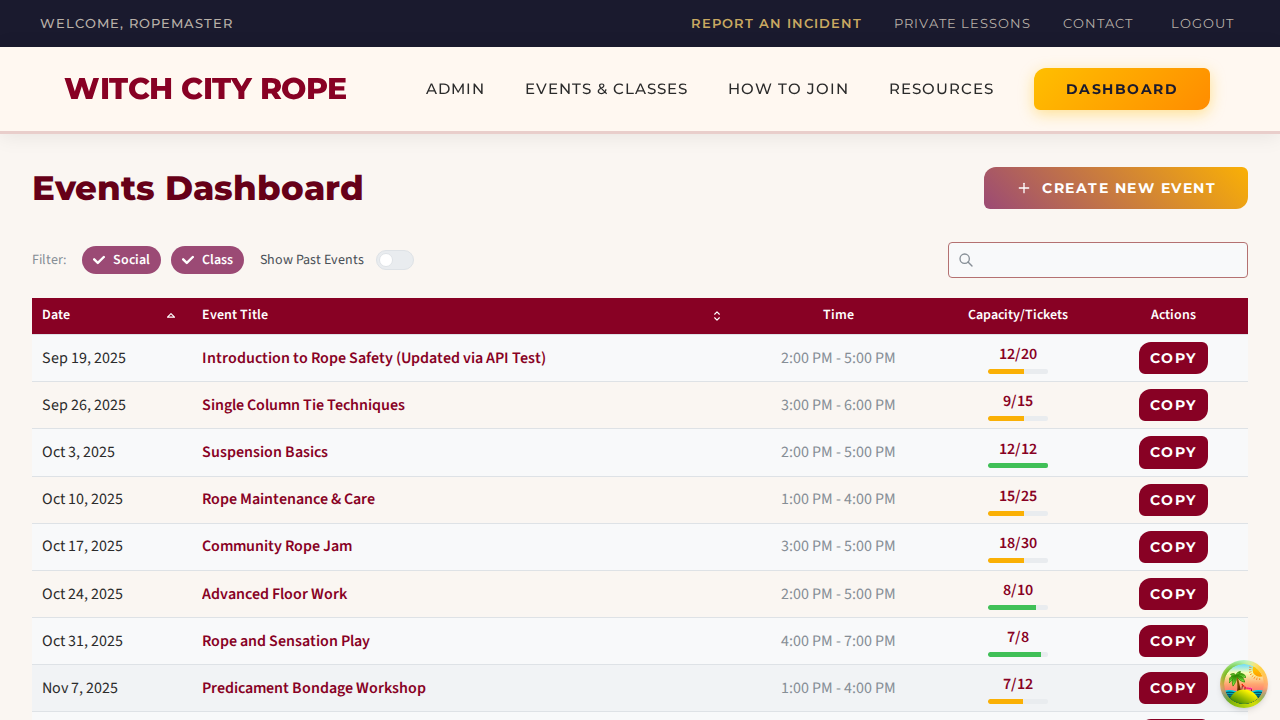 WELCOME, ROPEMASTER
REPORT AN INCIDENT PRIVATE LESSONS CONTACT LOGOUT
WITCH CITY ROPE ADMIN EVENTS & CLASSES HOW TO JOIN RESOURCES DASHBOARD
Events Dashboard
+ CREATE NEW EVENT
Filter: Social Class Show Past Events
Date Event Title Time Capacity/Tickets Actions
Sep 19, 2025 Introduction to Rope Safety (Updated via API Test) 2:00 PM - 5:00 PM 12/20 COPY
Sep 26, 2025 Single Column Tie Techniques 3:00 PM - 6:00 PM 9/15 COPY
Oct 3, 2025 Suspension Basics 2:00 PM - 5:00 PM 12/12 COPY
Oct 10, 2025 Rope Maintenance & Care 1:00 PM - 4:00 PM 15/25 COPY
Oct 17, 2025 Community Rope Jam 3:00 PM - 5:00 PM 18/30 COPY
Oct 24, 2025 Advanced Floor Work 2:00 PM - 5:00 PM 8/10 COPY
Oct 31, 2025 Rope and Sensation Play 4:00 PM - 7:00 PM 7/8 COPY
Nov 7, 2025 Predicament Bondage Workshop 1:00 PM - 4:00 PM 7/12 COPY